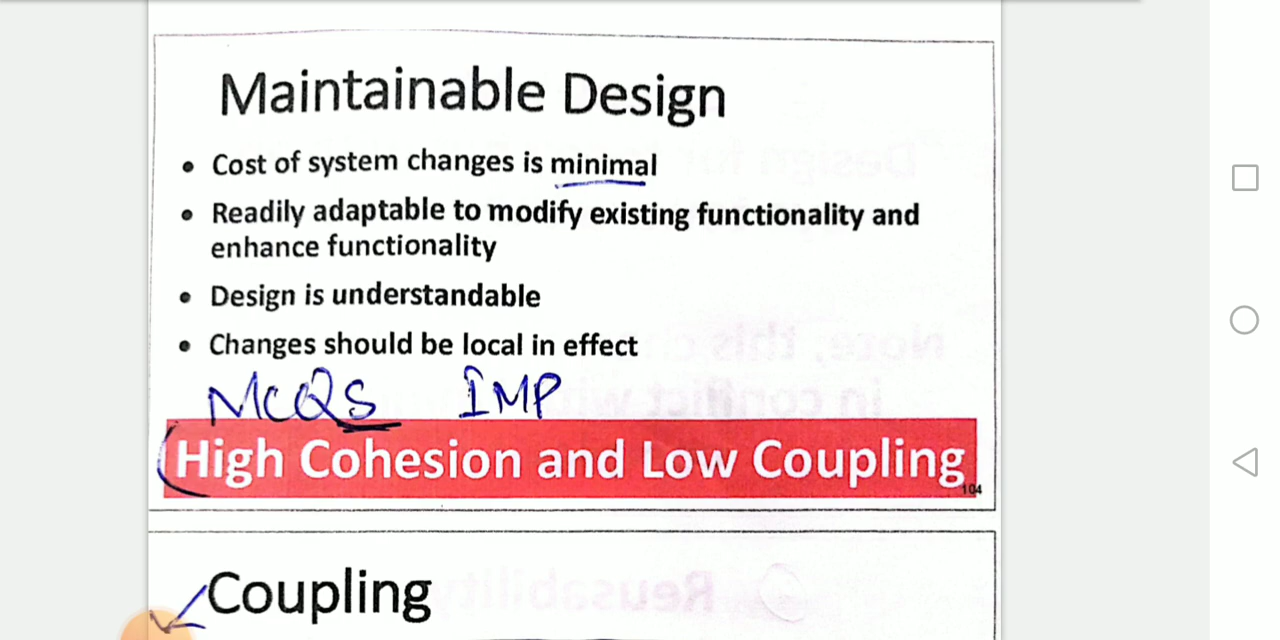 Maintainable Design
• Cost of system changes is minimal
• Readily adaptable to modify existing functionality and
enhance functionality
• Design is understandable
• Changes should be local in effect
MCQS IMP
High Cohesion and Low Coupling
104
Coupling